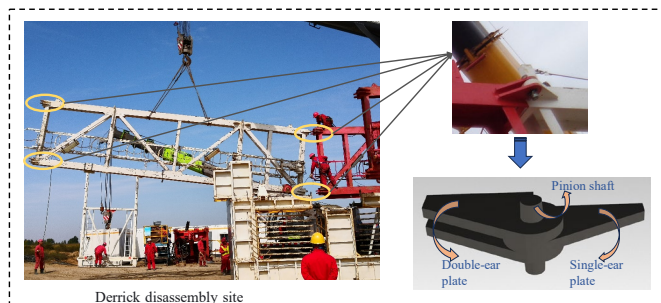 Pinion shaft
Double-ear
plate
Single-ear
plate
Derrick disassembly site